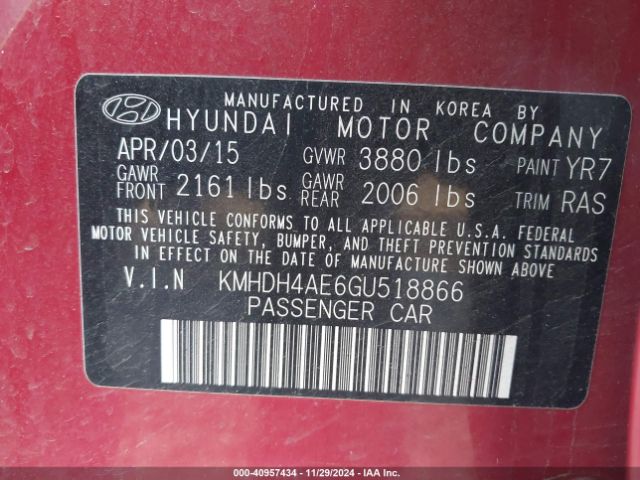 MANUFACTURED IN KOREA BY
HYUNDAI MOTOR COMPANY
APR/03/15 GVWR 3880 lbs PAINT YR7
GAWR FRONT 2161 lbs GAWR REAR 2006 lbs TRIM RAS
THIS VEHICLE CONFORMS TO ALL APPLICABLE U.S.A FEDERAL
MOTOR VEHICLE SAFETY, BUMPER, AND THEFT PREVENTION STANDARDS
IN EFFECT ON THE DATE OF MANUFACTURE SHOWN ABOVE
V.I.N KMHDH4AE6GU518866
PASSENGER CAR
000-40957434 - 11/29/2024 - IAA Inc.